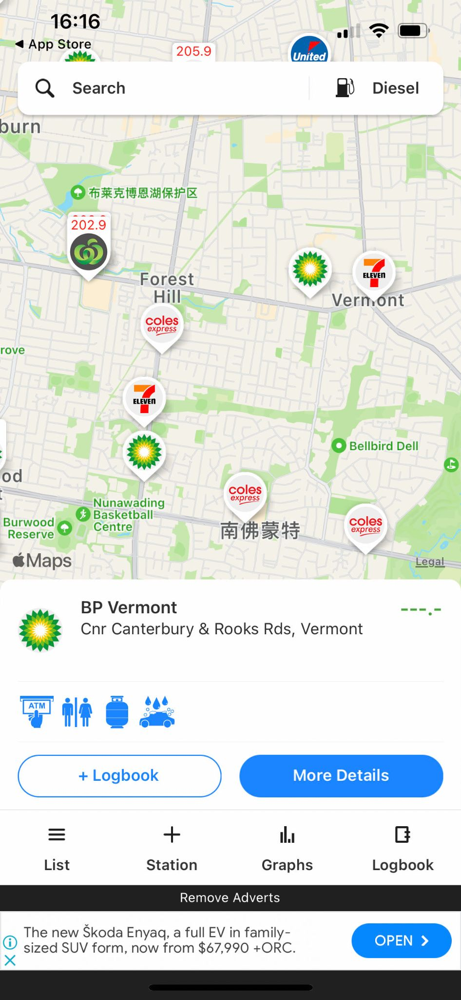 16:16
◀ App Store
205.9
United
Search
Diesel
burn
布莱克博恩湖保护区
202.9
Forest
Hill
coles
express
7
ELEVEN
Vermont
rove
7
ELEVEN
Bellbird Dell
od
coles
express
Nunawading
Basketball
Centre
Burwood
Reserve
南佛蒙特
coles
express
Maps
Legal
BP Vermont
---.-
Cnr Canterbury & Rooks Rds, Vermont
ATM
+ Logbook
More Details
List
Station
Graphs
Logbook
Remove Adverts
The new Škoda Enyaq, a full EV in family-
sized SUV form, now from $67,990 +ORC.
OPEN